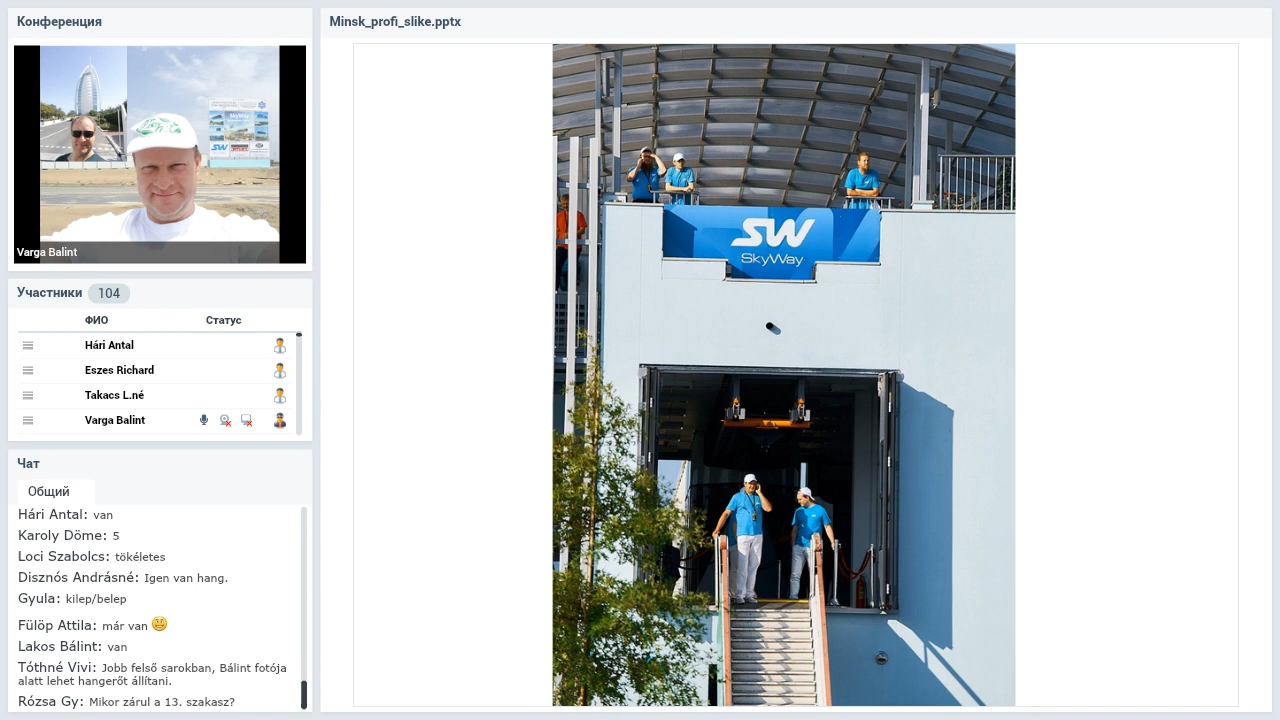 Конференция
Varga Balint
Участники 104
ФИО Статус
Hári Antal
Eszes Richard
Takacs L.né
Varga Balint
Чат
Общий
Hári Antal: van
Karoly Döme: 5
Loci Szabolcs: tökéletes
Disznós Andrásné: Igen van hang.
Gyula: kilep/belep
Fülöp Attila: már van
Lakos Bálint: van
Tóthné Vivi: Jobb felső sarokban, Bálint fotója
alatt lehet hangerőt állítani.
Rózsa Gy: Mikor zárul a 13. szakasz?
Minsk_profi_slike.pptx
SW
SkyWay
SkyWay
SW